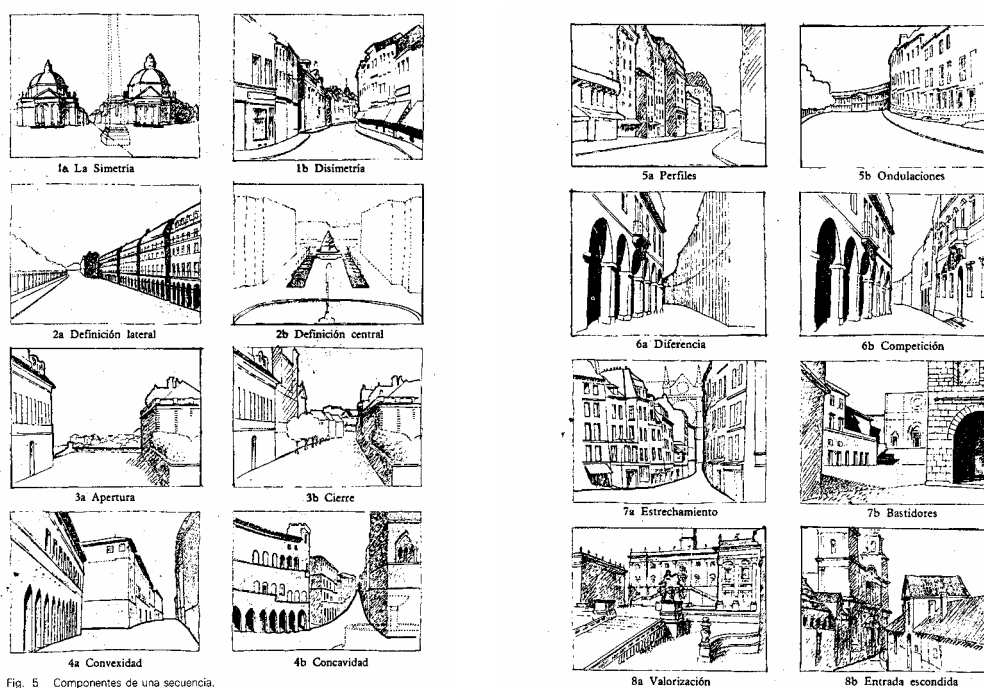 1a La Simetría
1b Disimetría
2a Definición lateral
2b Definición central
3a Apertura
3b Cierre
4a Convexidad
4b Concavidad
Fig. 5 Componentes de una secuencia.
5a Perfiles
5b Ondulaciones
6a Diferencia
6b Competición
7a Estrechamiento
7b Bastidores
8a Valorización
8b Entrada escondida